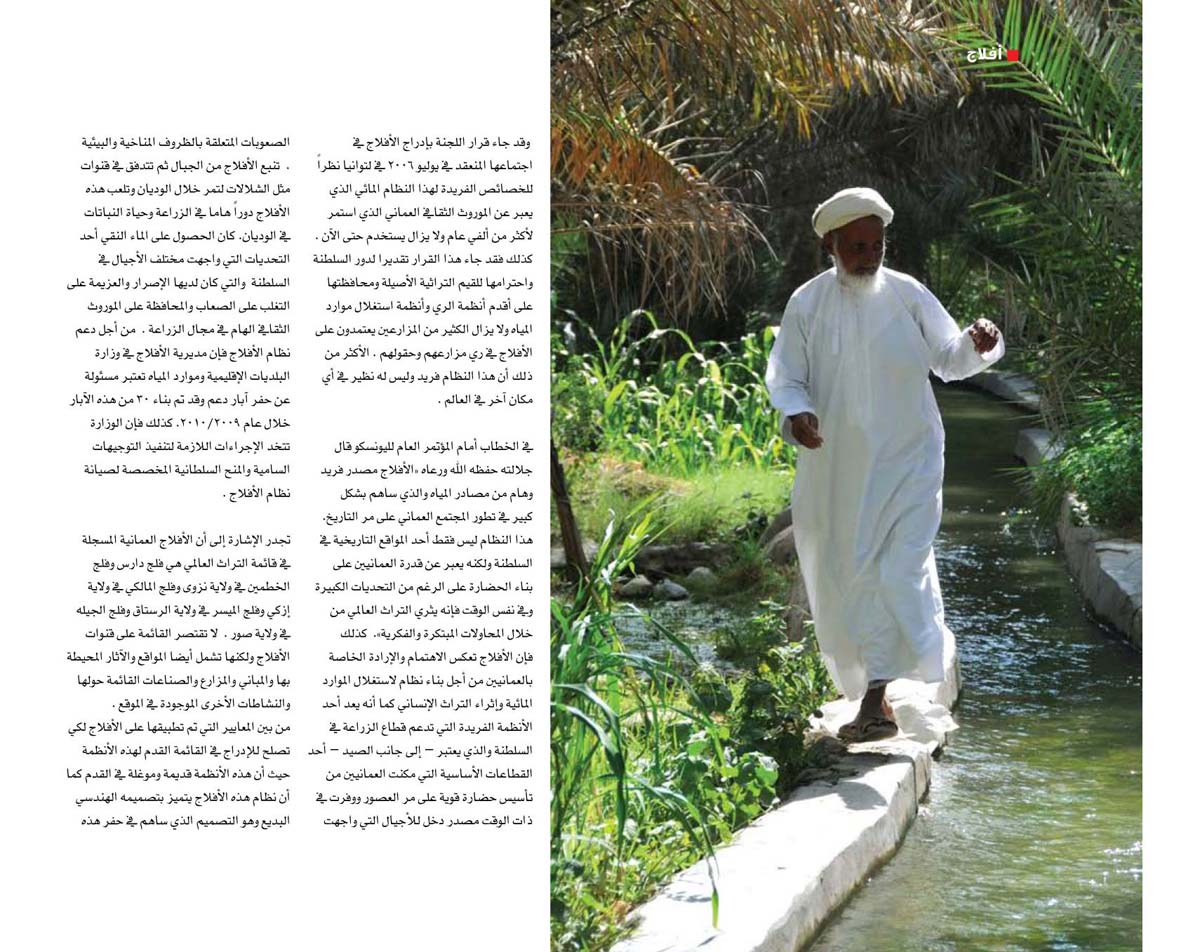 أفلاج
وقد جاء قرار اللجنة بإدراج الأفلاج في
اجتماعها المنعقد في يوليو ٢٠٠٦ في لتوانيا نظراً
للخصائص الفريدة لهذا النظام المائي الذي
يعبر عن الموروث الثقافي العماني الذي استمر
لأكثر من ألفي عام ولا يزال يستخدم حتى الآن .
كذلك فقد جاء هذا القرار تقديرا لدور السلطنة
واحترامها للقيم التراثية الأصيلة ومحافظتها
على أقدم أنظمة الري وأنظمة استغلال موارد
المياه ولا يزال الكثير من المزارعين يعتمدون على
الأفلاج في ري مزارعهم وحقولهم . الأكثر من
ذلك أن هذا النظام فريد وليس له نظير في أي
مكان آخر في العالم .
في الخطاب أمام المؤتمر العام لليونسكو قال
جلالته حفظه الله ورعاه «الأفلاج مصدر فريد
وهام من مصادر المياه والذي ساهم بشكل
كبير في تطور المجتمع العماني على مر التاريخ.
هذا النظام ليس فقط أحد المواقع التاريخية في
السلطنة ولكنه يعبر عن قدرة العمانيين على
بناء الحضارة على الرغم من التحديات الكبيرة
وفي نفس الوقت فإنه يثري التراث العالمي من
خلال المحاولات المبتكرة والفكرية». كذلك
فإن الأفلاج تعكس الاهتمام والإرادة الخاصة
بالعمانيين من أجل بناء نظام لاستغلال الموارد
المائية وإثراء التراث الإنساني كما أنه يعد أحد
الأنظمة الفريدة التي تدعم قطاع الزراعة في
السلطنة والذي يعتبر – إلى جانب الصيد – أحد
القطاعات الأساسية التي مكنت العمانيين من
تأسيس حضارة قوية على مر العصور ووفرت في
ذات الوقت مصدر دخل للأجيال التي واجهت
الصعوبات المتعلقة بالظروف المناخية والبيئية
. تنبع الأفلاج من الجبال ثم تتدفق في قنوات
مثل الشلالات لتمر خلال الوديان وتلعب هذه
الأفلاج دوراً هاما في الزراعة وحياة النباتات
في الوديان. كان الحصول على الماء النقي أحد
التحديات التي واجهت مختلف الأجيال في
السلطنة والتي كان لديها الإصرار والعزيمة على
التغلب على الصعاب والمحافظة على الموروث
الثقافي الهام في مجال الزراعة . من أجل دعم
نظام الأفلاج فإن مديرية الأفلاج في وزارة
البلديات الإقليمية وموارد المياه تعتبر مسئولة
عن حفر آبار دعم وقد تم بناء ٣٠ من هذه الآبار
خلال عام ٢٠١٠/٢٠٠٩. كذلك فإن الوزارة
تتخد الإجراءات اللازمة لتنفيذ التوجيهات
السامية والمنح السلطانية المخصصة لصيانة
نظام الأفلاج .
تجدر الإشارة إلى أن الأفلاج العمانية المسجلة
في قائمة التراث العالمي هي فلج دارس وفلج
الخطمين في ولاية نزوى وفلج المالكي في ولاية
إزكي وفلج الميسر في ولاية الرستاق وفلج الجيله
في ولاية صور . لا تقتصر القائمة على قنوات
الأفلاج ولكنها تشمل أيضا المواقع والآثار المحيطة
بها والمباني والمزارع والصناعات القائمة حولها
والنشاطات الأخرى الموجودة في الموقع .
من بين المعايير التي تم تطبيقها على الأفلاج لكي
تصلح للإدراج في القائمة القدم لهذه الأنظمة
حيث أن هذه الأنظمة قديمة وموغلة في القدم كما
أن نظام هذه الأفلاج يتميز بتصميمه الهندسي
البديع وهو التصميم الذي ساهم في حفر هذه